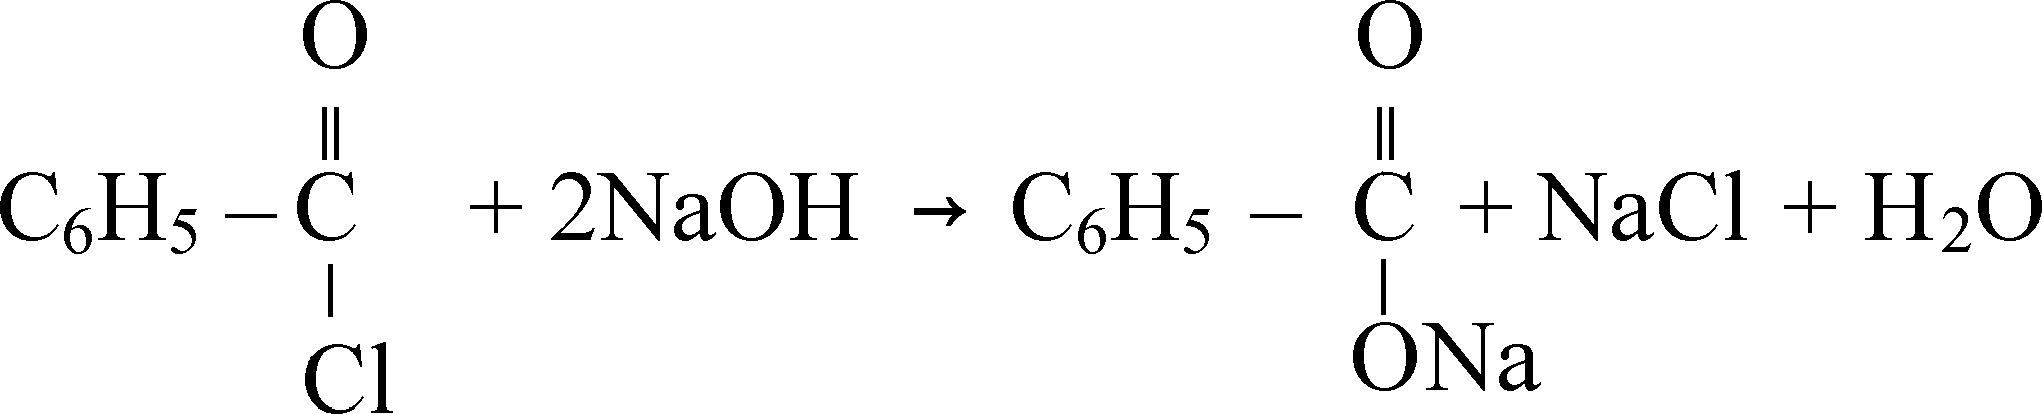 O O
‖ ‖
C₆H₅ – C + 2NaOH → C₆H₅ – C + NaCl + H₂O
| |
Cl ONa